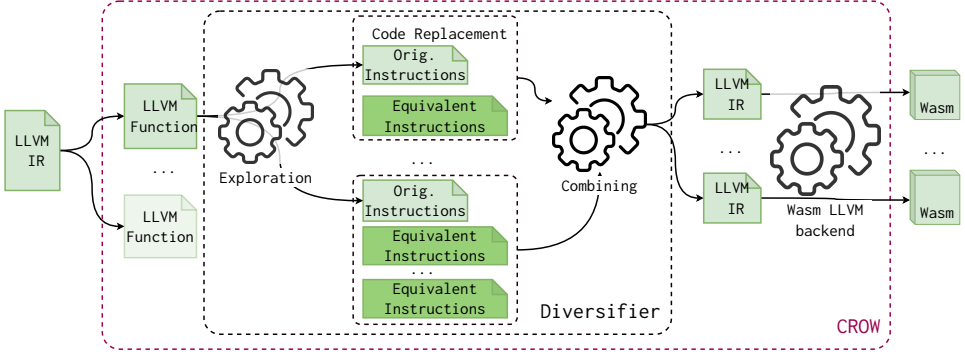 LLVM
IR
LLVM
Function
...
LLVM
Function
Exploration
Code Replacement
Orig.
Instructions
Equivalent
Instructions
...
Orig.
Instructions
Equivalent
Instructions
...
Equivalent
Instructions
Combining
Diversifier
LLVM
IR
...
LLVM
IR
Wasm LLVM
backend
CROW
Wasm
...
Wasm